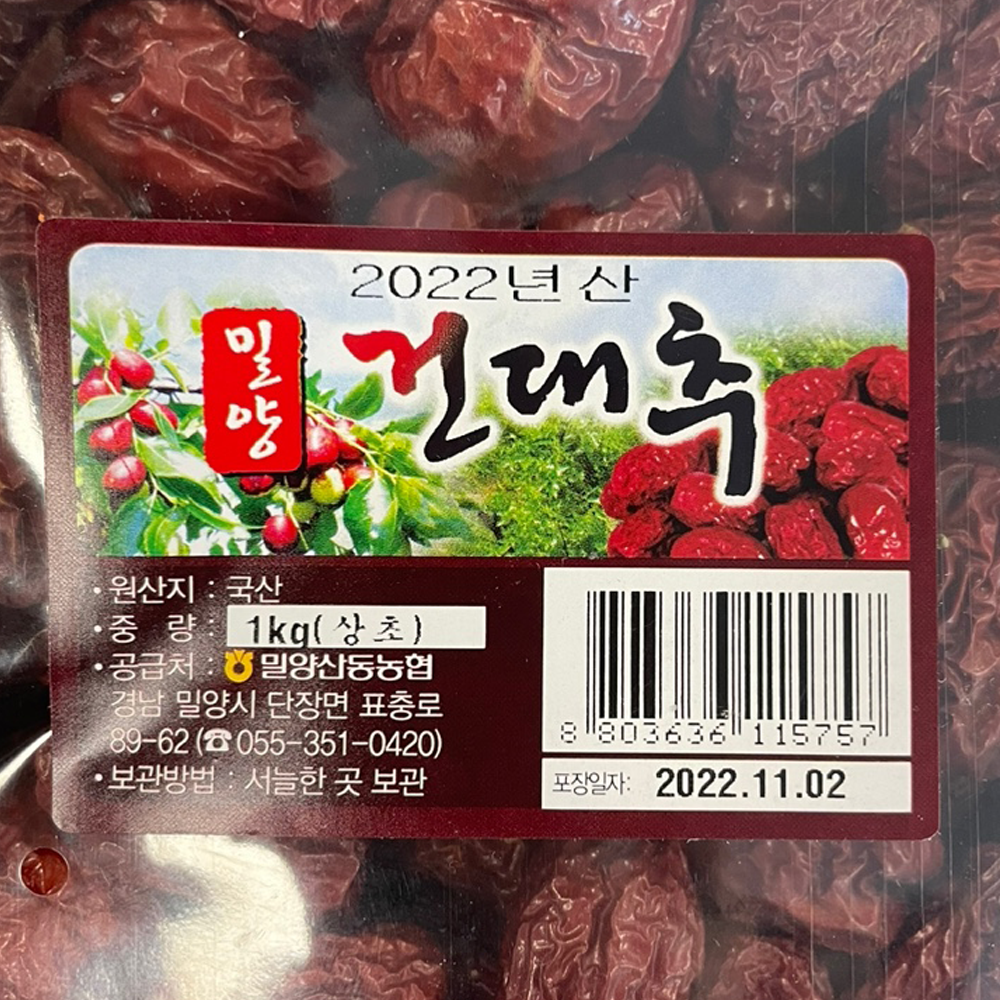 2022년 산
밀양
건대추
• 원산지 : 국산
• 중 량 : 1kg(상초)
• 공급처 : 밀양산동농협
경남 밀양시 단장면 표충로
89-62 (☎055-351-0420)
• 보관방법 : 서늘한 곳 보관
8 803636 115757
포장일자: 2022.11.02